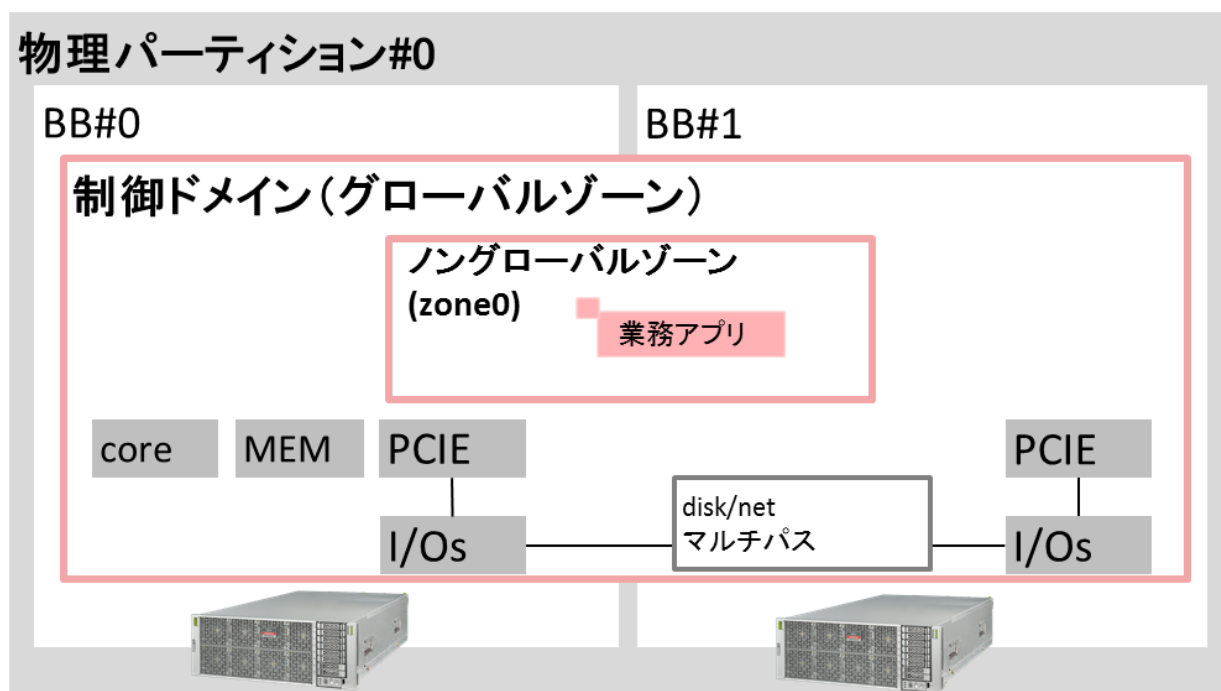 物理パーティション#0
BB#0
BB#1
制御ドメイン（グローバルゾーン）
ノングローバルゾーン
(zone0)
業務アプリ
core
MEM
PCIE
PCIE
disk/net
マルチパス
I/Os
I/Os